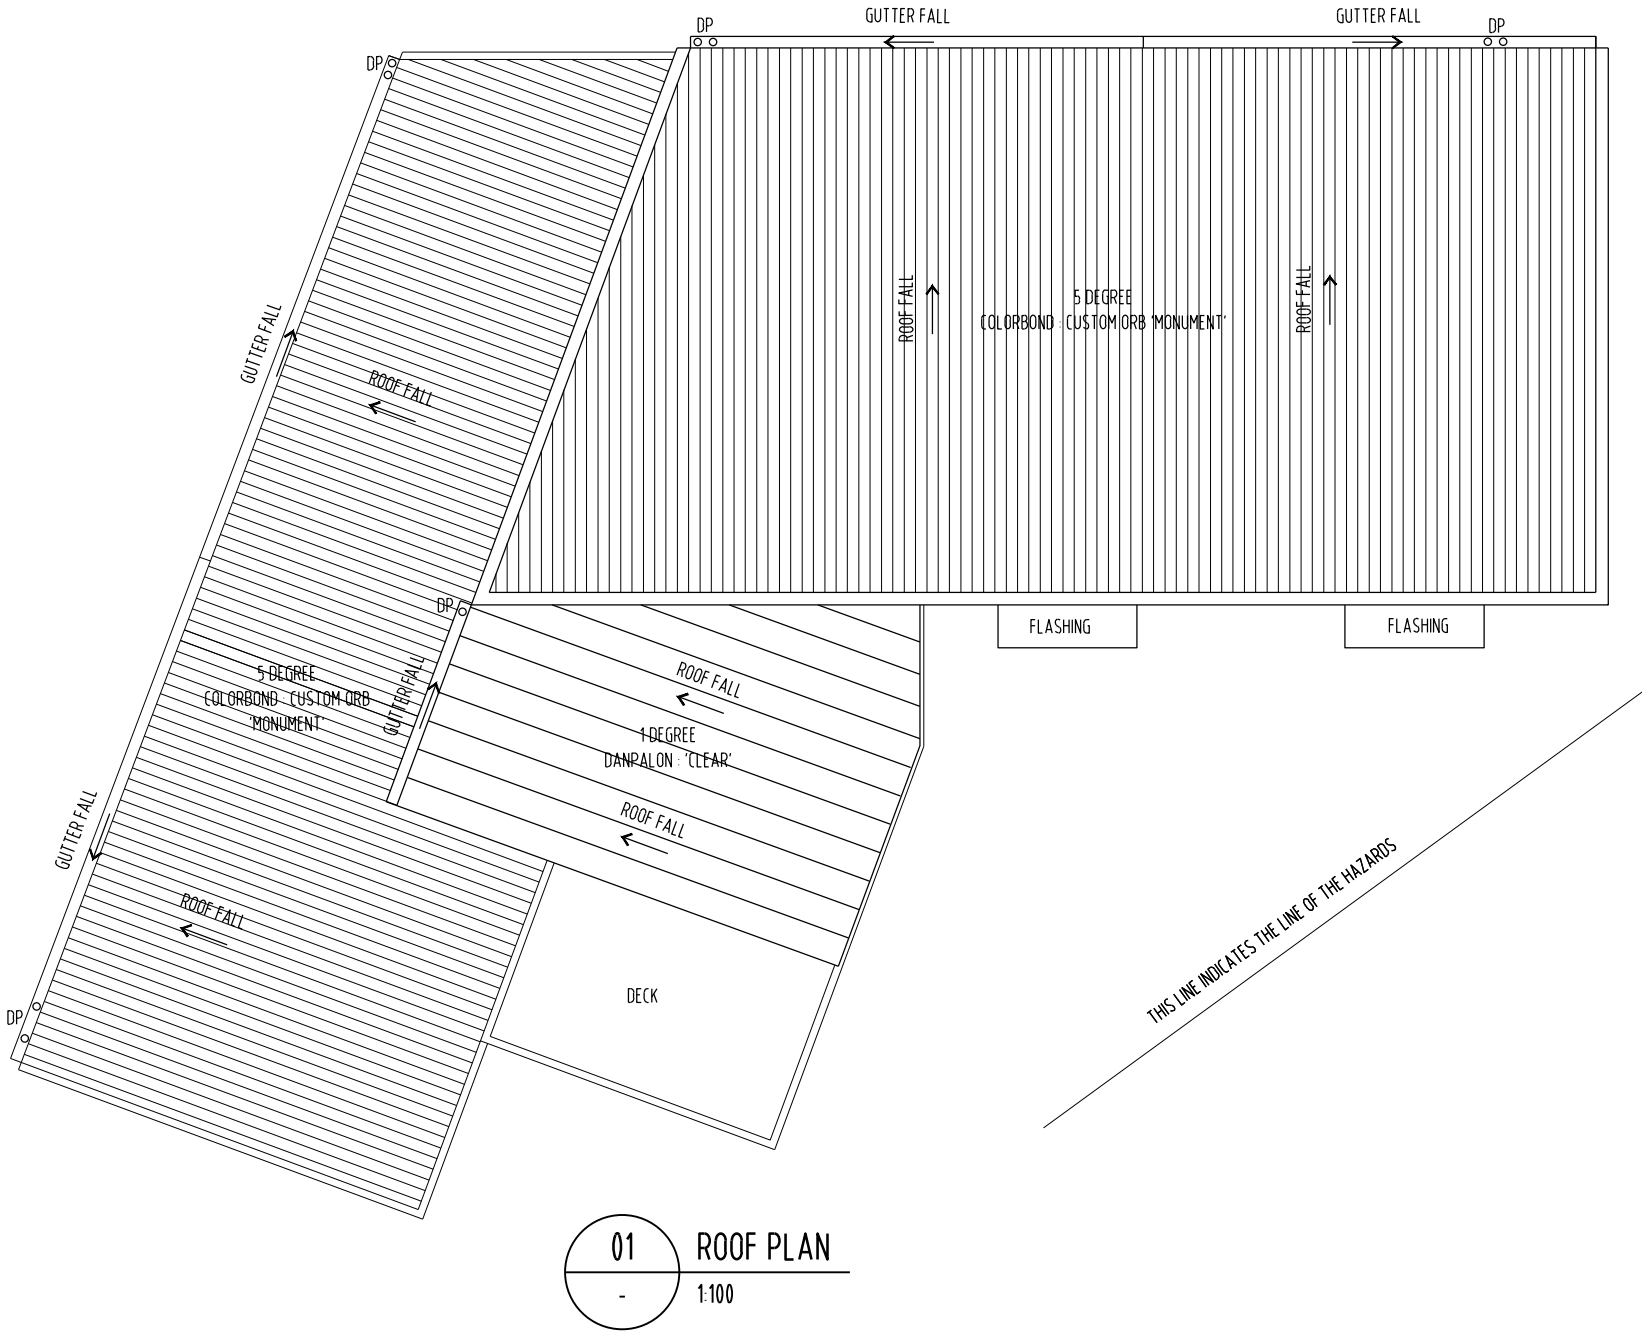 GUTTER FALL
GUTTER FALL
DP
DP
DP
ROOF FALL
5 DEGREE
COLORBOND : CUSTOM ORB 'MONUMENT'
ROOF FALL
GUTTER FALL
ROOF FALL
DP
FLASHING
FLASHING
GUTTER FALL
5 DEGREE
COLORBOND : CUSTOM ORB
'MONUMENT'
ROOF FALL
1 DEGREE
DANPALON : 'CLEAR'
ROOF FALL
GUTTER FALL
ROOF FALL
THIS LINE INDICATES THE LINE OF THE HAZARDS
DECK
DP
01
ROOF PLAN
-
1:100